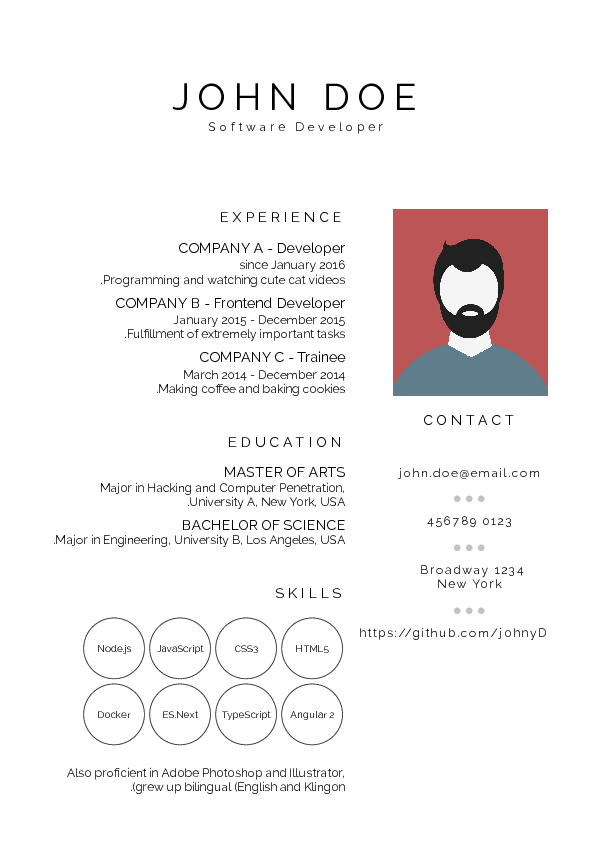 JOHN DOE
Software Developer
EXPERIENCE
COMPANY A - Developer
since January 2016
.Programming and watching cute cat videos
COMPANY B - Frontend Developer
January 2015 - December 2015
.Fulfillment of extremely important tasks
COMPANY C - Trainee
March 2014 - December 2014
.Making coffee and baking cookies
EDUCATION
MASTER OF ARTS
Major in Hacking and Computer Penetration,
.University A, New York, USA
BACHELOR OF SCIENCE
.Major in Engineering, University B, Los Angeles, USA
SKILLS
Node.js JavaScript CSS3 HTML5
Docker ES.Next TypeScript Angular 2
Also proficient in Adobe Photoshop and Illustrator,
.(grew up bilingual (English and Klingon
CONTACT
john.doe@email.com
456789 0123
Broadway 1234
New York
https://github.com/johnyD